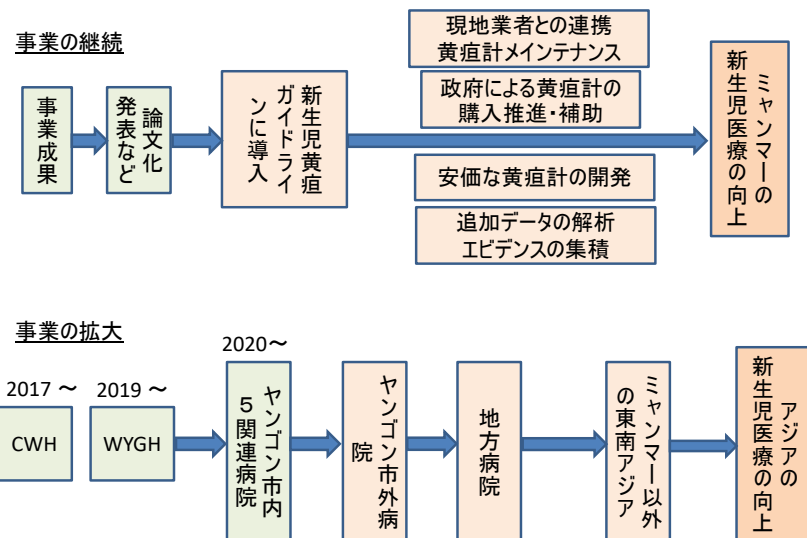 事業の継続
事業成果
論文化
発表など
新生児黄疸
ガイドライ
ンに導入
現地業者との連携
黄疸計メインテナンス
政府による黄疸計の
購入推進・補助
安価な黄疸計の開発
追加データの解析
エビデンスの集積
ミャンマーの
新生児医療の向上
事業の拡大
2017 ~
CWH
2019 ~
WYGH
2020~
ヤンゴン市内
5関連病院
ヤンゴン市外病
院
地方病院
ミャンマー以外
の東南アジア
アジアの
新生児医療の向上